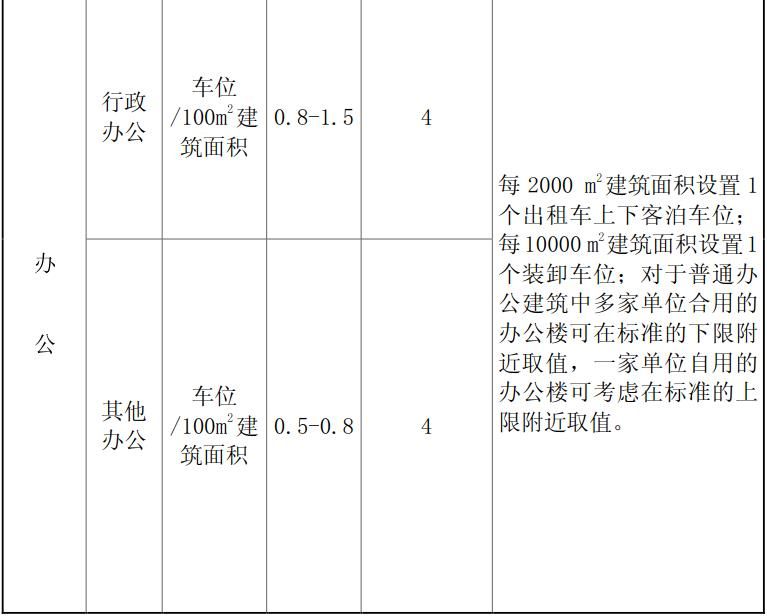 办
公
行政
办公
车位
/100m²建
筑面积
0.8-1.5
4
其他
办公
车位
/100m²建
筑面积
0.5-0.8
4
每 2000 m²建筑面积设置 1
个出租车上下客泊车位；
每10000㎡建筑面积设置1
个装卸车位；对于普通办
公建筑中多家单位合用的
办公楼可在标准的下限附
近取值，一家单位自用的
办公楼可考虑在标准的上
限附近取值。